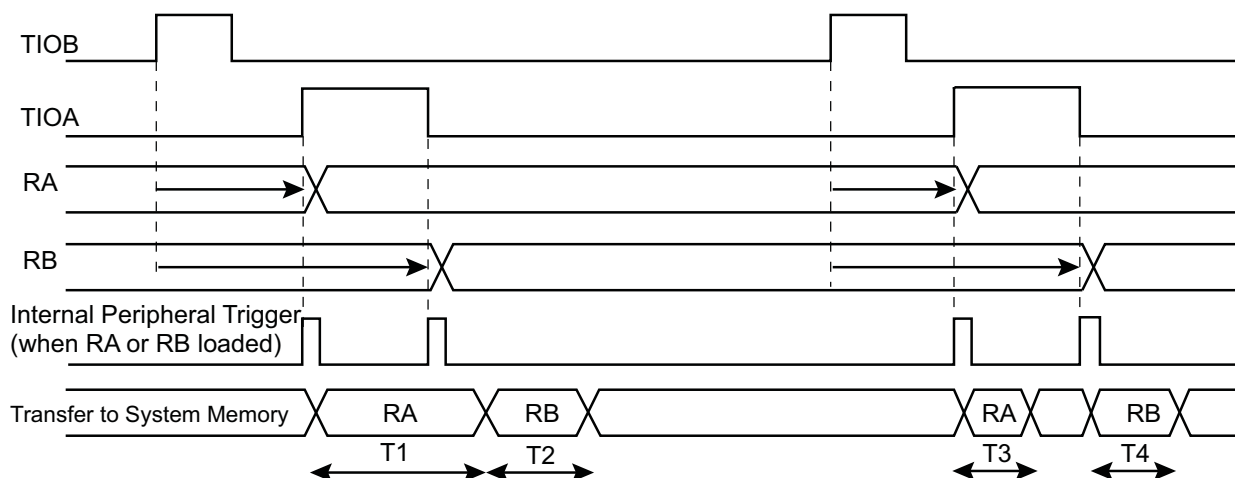 TIOB
TIOA
RA
RB
Internal Peripheral Trigger
(when RA or RB loaded)
Transfer to System Memory RA RB RA RB
T1 T2 T3 T4